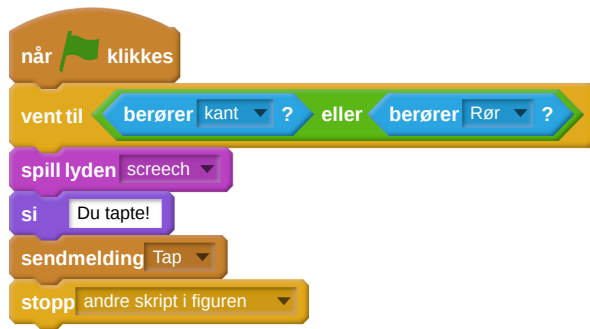 når klikkes
vent til berører kant ? eller berører Rør ?
spill lyden screech
si Du tapte!
sendmelding Tap
stopp andre skript i figuren